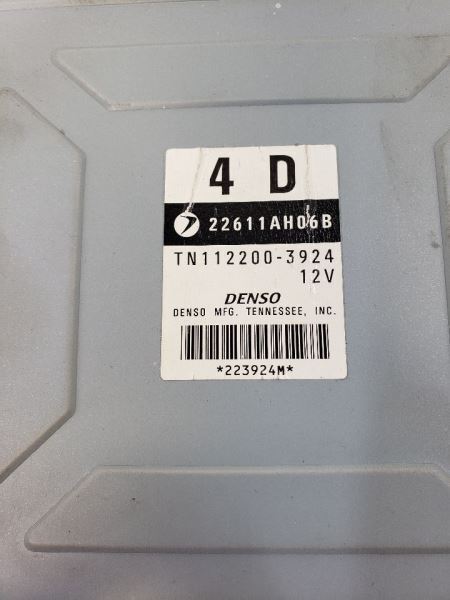 4 D
22611AH06B
TN112200-3924
12V
DENSO
DENSO MFG. TENNESSEE, INC.
*223924M*